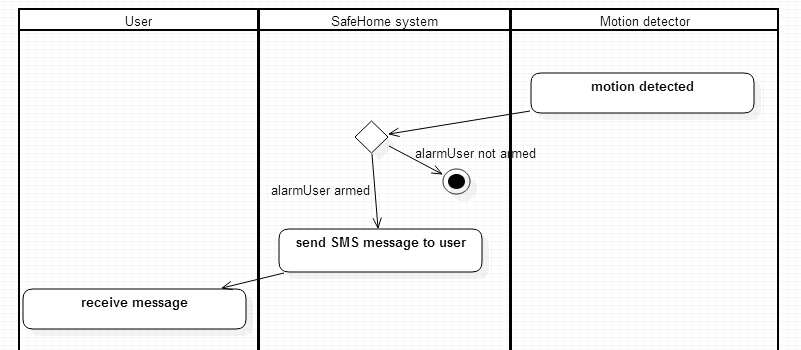 User
SafeHome system
Motion detector
motion detected
alarmUser not armed
alarmUser armed
send SMS message to user
receive message